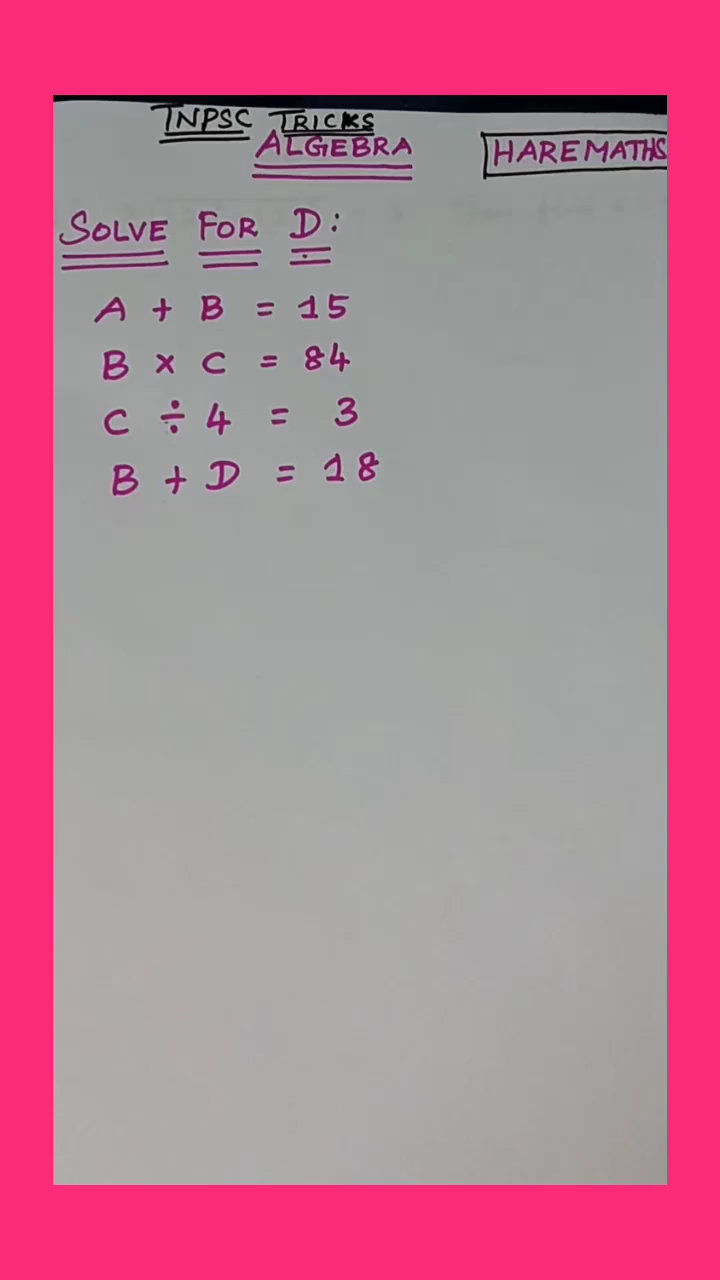 TNPSC TRICKS
ALGEBRA
HAREMATHS
SOLVE FOR D:
A + B = 15
B × C = 84
C ÷ 4 = 3
B + D = 18